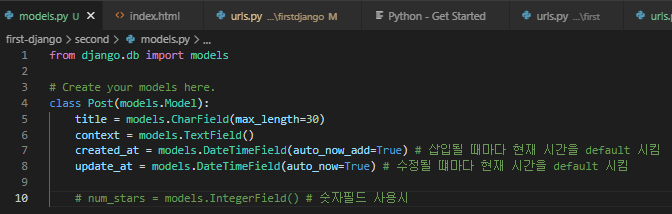 models.py U
index.html
urls.py ...\firstdjango M
Python - Get Started
urls.py ...\first
urls.p
first-django > second > models.py > ...
1 from django.db import models
2
3 # Create your models here.
4 class Post(models.Model):
5 title = models.CharField(max_length=30)
6 context = models.TextField()
7 created_at = models.DateTimeField(auto_now_add=True) # 삽입될 때마다 현재 시간을 default 시킴
8 update_at = models.DateTimeField(auto_now=True) # 수정될 때마다 현재 시간을 default 시킴
9
10 # num_stars = models.IntegerField() # 숫자필드 사용시